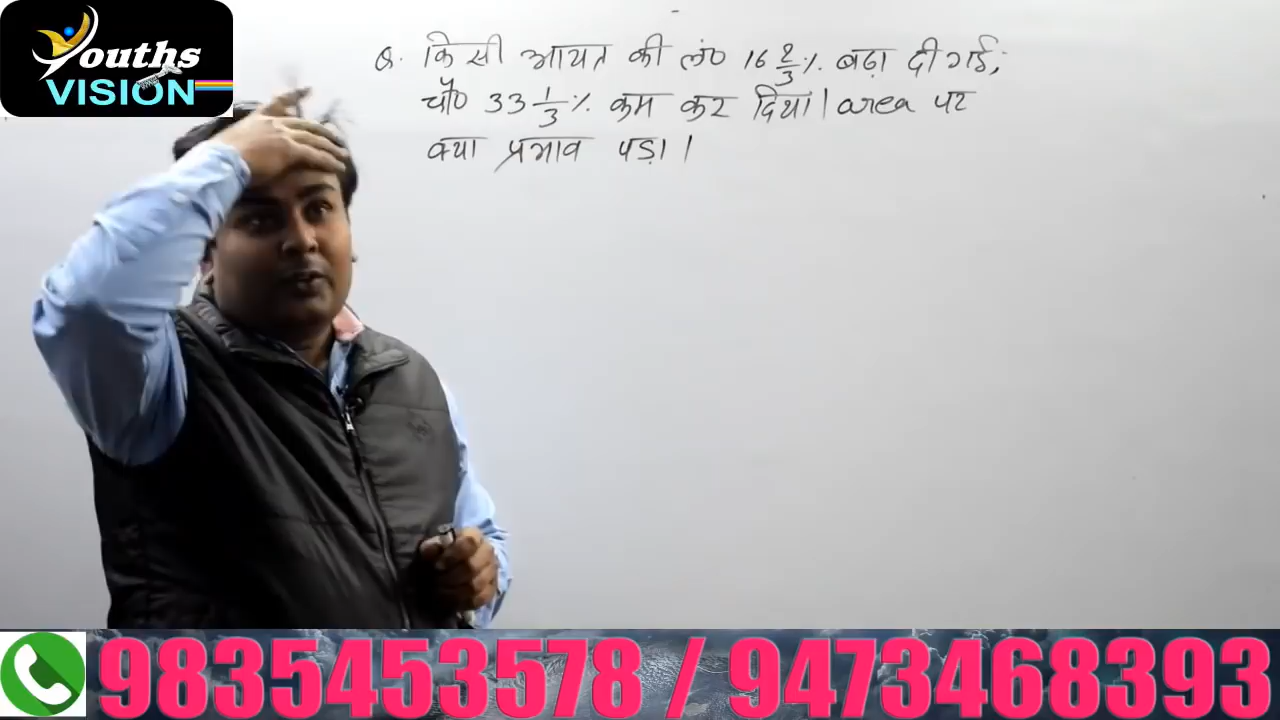 Youths
VISION
Q. किसी आयत की लं० 16 2/3 % बढ़ा दी गई;
चौ० 33 1/3 % कम कर दिया। area पर
क्या प्रभाव पड़ा।
9835453578 / 9473468393